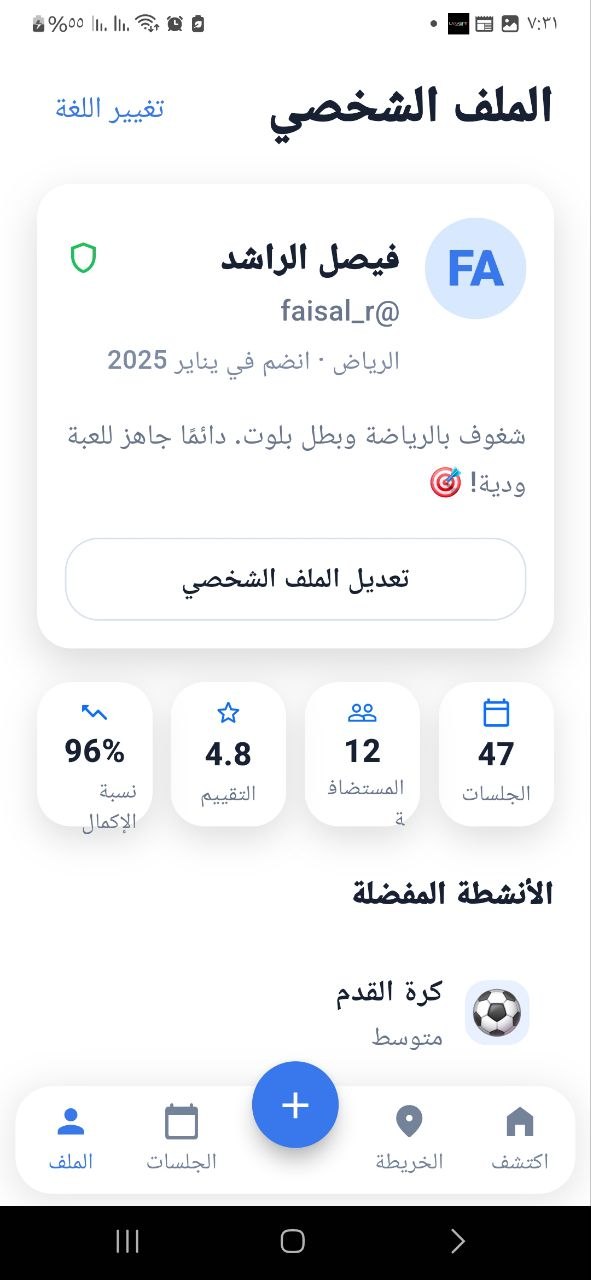 ٧:٣١
%٥٥
الملف الشخصي
تغيير اللغة
FA
فيصل الراشد
@faisal_r
الرياض · انضم في يناير 2025
شغوف بالرياضة وبطل بلوت. دائمًا جاهز للعبة
ودية! 🎯
تعديل الملف الشخصي
47
الجلسات
12
المستضاف
ة
4.8
التقييم
96%
نسبة
الإكمال
الأنشطة المفضلة
كرة القدم
متوسط
اكتشف
الخريطة
+
الجلسات
الملف